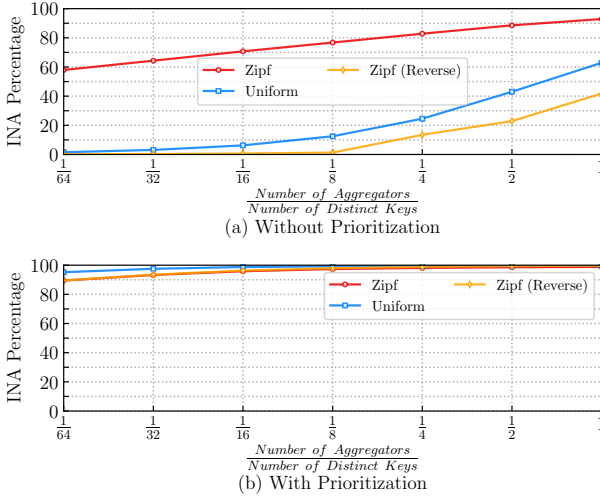 100
80
60
40
20
0
INA Percentage
Zipf
Zipf (Reverse)
Uniform
1/64
1/32
1/16
1/8
1/4
1/2
Number of Aggregators
Number of Distinct Keys
(a) Without Prioritization
100
80
60
40
20
0
INA Percentage
Zipf
Zipf (Reverse)
Uniform
1/64
1/32
1/16
1/8
1/4
1/2
Number of Aggregators
Number of Distinct Keys
(b) With Prioritization